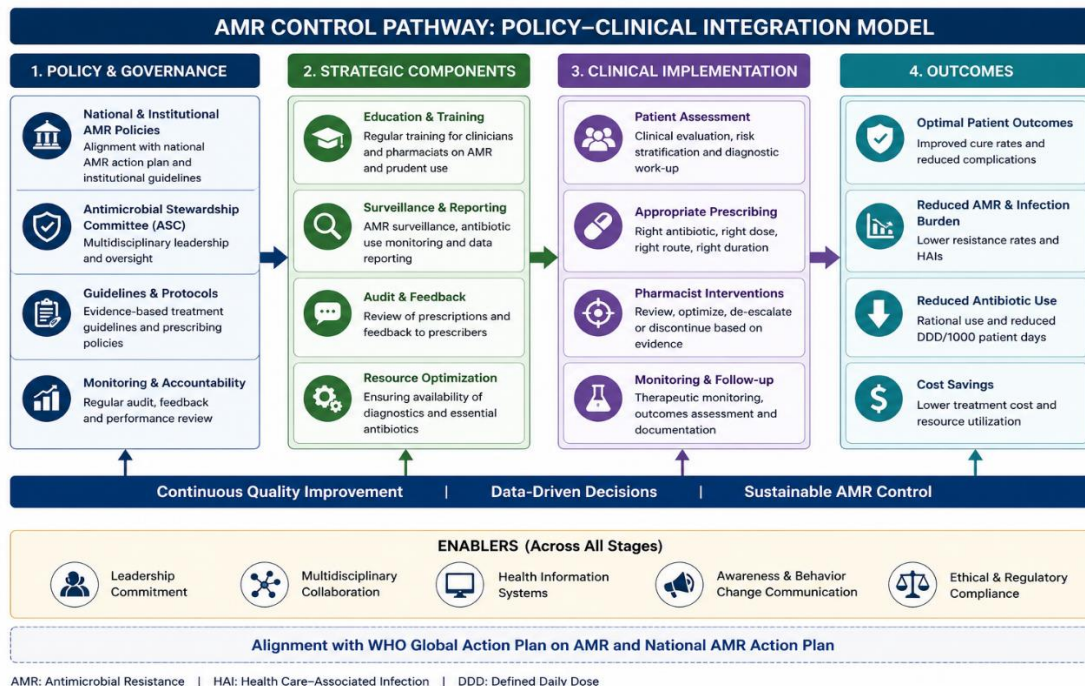 AMR CONTROL PATHWAY: POLICY–CLINICAL INTEGRATION MODEL
1. POLICY & GOVERNANCE
National & Institutional
AMR Policies
Alignment with national
AMR action plan and
institutional guidelines
Antimicrobial Stewardship
Committee (ASC)
Multidisciplinary leadership
and oversight
Guidelines & Protocols
Evidence-based treatment
guidelines and prescribing
policies
Monitoring & Accountability
Regular audit, feedback
and performance review
2. STRATEGIC COMPONENTS
Education & Training
Regular training for clinicians
and pharmaciats on AMR
and prudent use
Surveillance & Reporting
AMR surveillance, antibiotic
use monitoring and data
reporting
Audit & Feedback
Review of prescriptions and
feedback to prescribers
Resource Optimization
Ensuring availability of
diagnostics and essential
antibiotics
3. CLINICAL IMPLEMENTATION
Patient Assessment
Clinical evaluation, risk
stratification and diagnostic
work-up
Appropriate Prescribing
Right antibiotic, right dose,
right route, right duration
Pharmacist Interventions
Review, optimize, de-escalate
or discontinue based on
evidence
Monitoring & Follow-up
Therapeutic monitoring,
outcomes assessment and
documentation
4. OUTCOMES
Optimal Patient Outcomes
Improved cure rates and
reduced complications
Reduced AMR & Infection
Burden
Lower resistance rates and
HAIs
Reduced Antibiotic Use
Rational use and reduced
DDD/1000 patient days
$
Cost Savings
Lower treatment cost and
resource utilization
Continuous Quality Improvement | Data-Driven Decisions | Sustainable AMR Control
ENABLERS (Across All Stages)
Leadership
Commitment
Multidisciplinary
Collaboration
Health Information
Systems
Awareness & Behavior
Change Communication
Ethical & Regulatory
Compliance
Alignment with WHO Global Action Plan on AMR and National AMR Action Plan
AMR: Antimicrobial Resistance | HAI: Health Care–Associated Infection | DDD: Defined Daily Dose